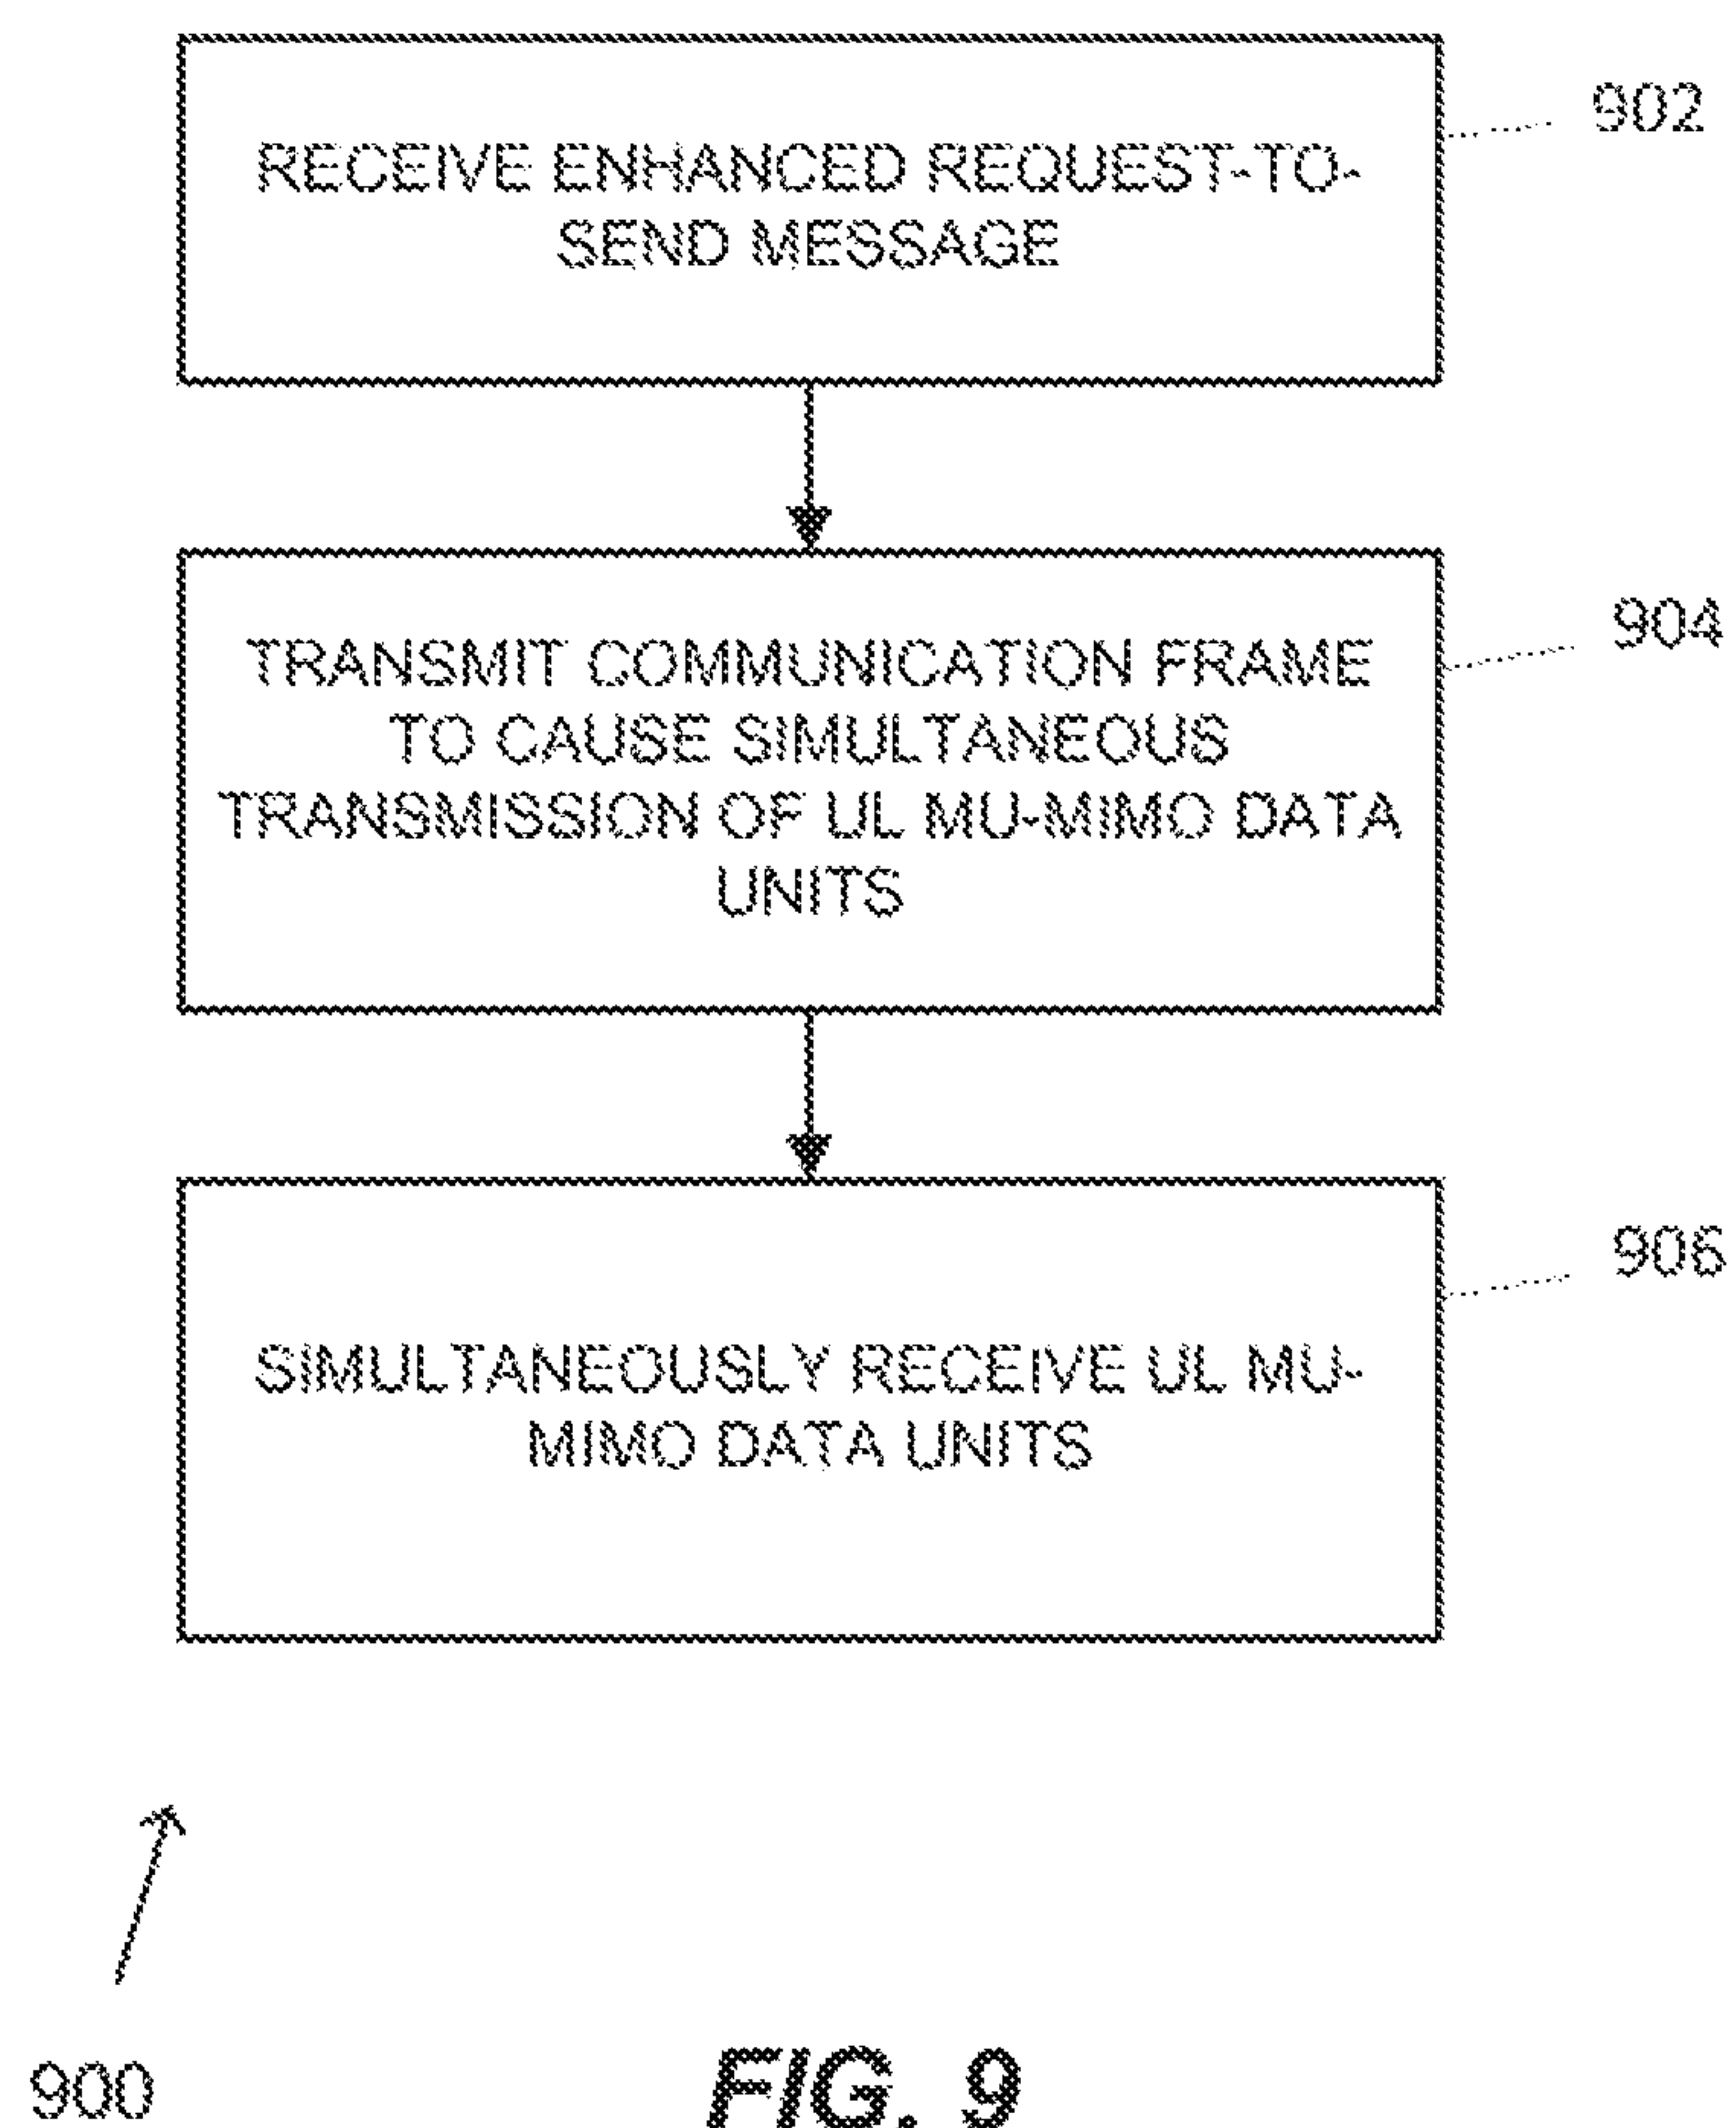 RECEIVE ENHANCED REQUEST-TO-
SEND MESSAGE
902
TRANSMIT COMMUNICATION FRAME
TO CAUSE SIMULTANEOUS
TRANSMISSION OF UL MU-MIMO DATA
UNITS
904
SIMULTANEOUSLY RECEIVE UL MU-
MIMO DATA UNITS
906
900
FIG. 9